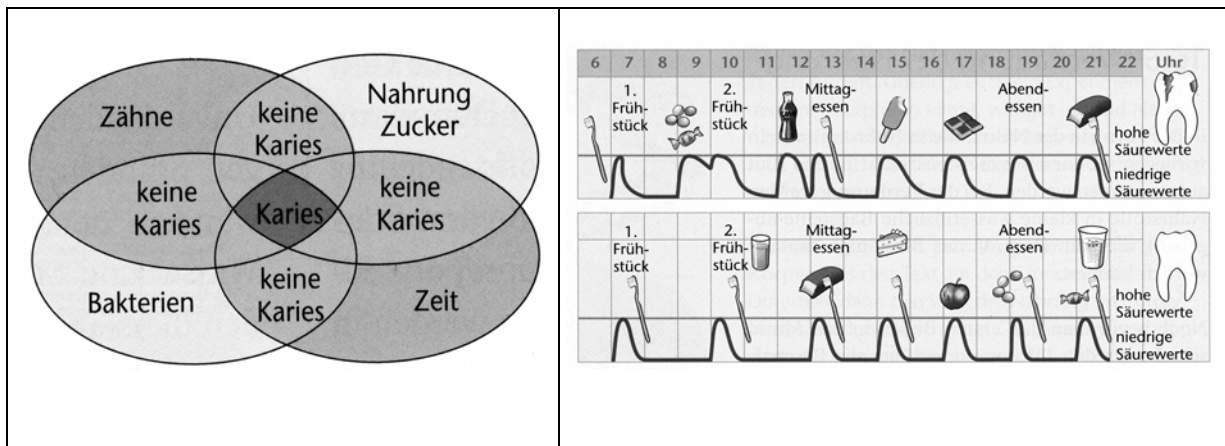 Zähne
keine
Karies
Nahrung
Zucker
keine
Karies
Karies
keine
Karies
Bakterien
keine
Karies
Zeit
6 7 8 9 10 11 12 13 14 15 16 17 18 19 20 21 22 Uhr
1.
Früh-
stück
2.
Früh-
stück
Mittag-
essen
Abend-
essen
hohe
Säurewerte
niedrige
Säurewerte
1.
Früh-
stück
2.
Früh-
stück
Mittag-
essen
Abend-
essen
hohe
Säurewerte
niedrige
Säurewerte